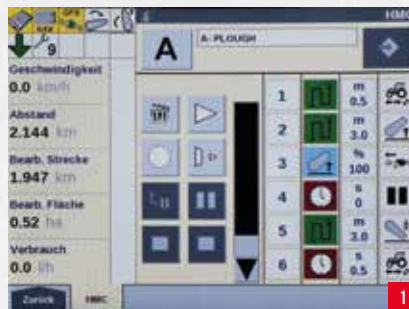 GPS
9
HMC
A
A- PLOUGH
Geschwindigkeit
0.0 km/h
Abstand
2.144 km
Bearb. Strecke
1.947 km
Bearb. Fläche
0.52 ha
Verbrauch
0.0 l/h
1 m 0.5
2 m 3.0
3 % 100
4 s 0
5 m 3.0
6 s 0.5
Zurück
HMC
1